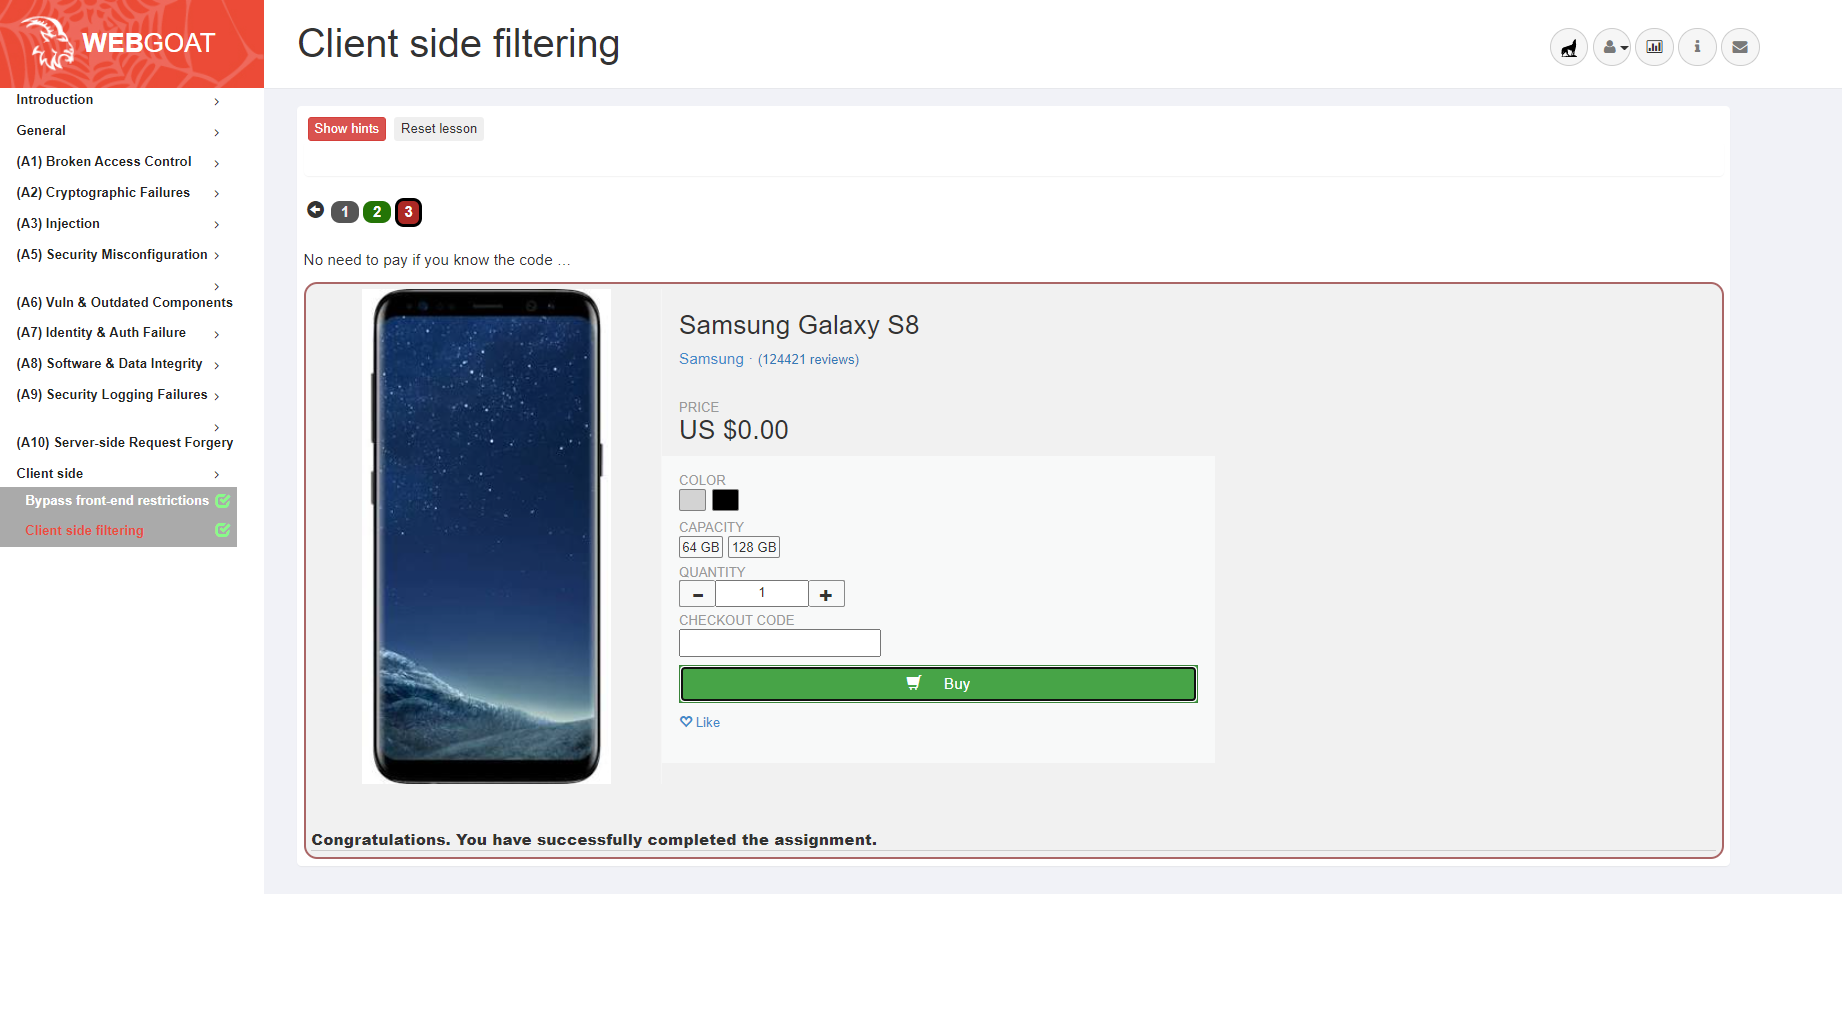 WEBGOAT
Client side filtering
Introduction
General
(A1) Broken Access Control
(A2) Cryptographic Failures
(A3) Injection
(A5) Security Misconfiguration
(A6) Vuln & Outdated Components
(A7) Identity & Auth Failure
(A8) Software & Data Integrity
(A9) Security Logging Failures
(A10) Server-side Request Forgery
Client side
Bypass front-end restrictions
Client side filtering
Show hints Reset lesson
1 2 3
No need to pay if you know the code …
Samsung Galaxy S8
Samsung · (124421 reviews)
PRICE
US $0.00
COLOR
CAPACITY
64 GB 128 GB
QUANTITY
- 1 +
CHECKOUT CODE
Buy
Like
Congratulations. You have successfully completed the assignment.